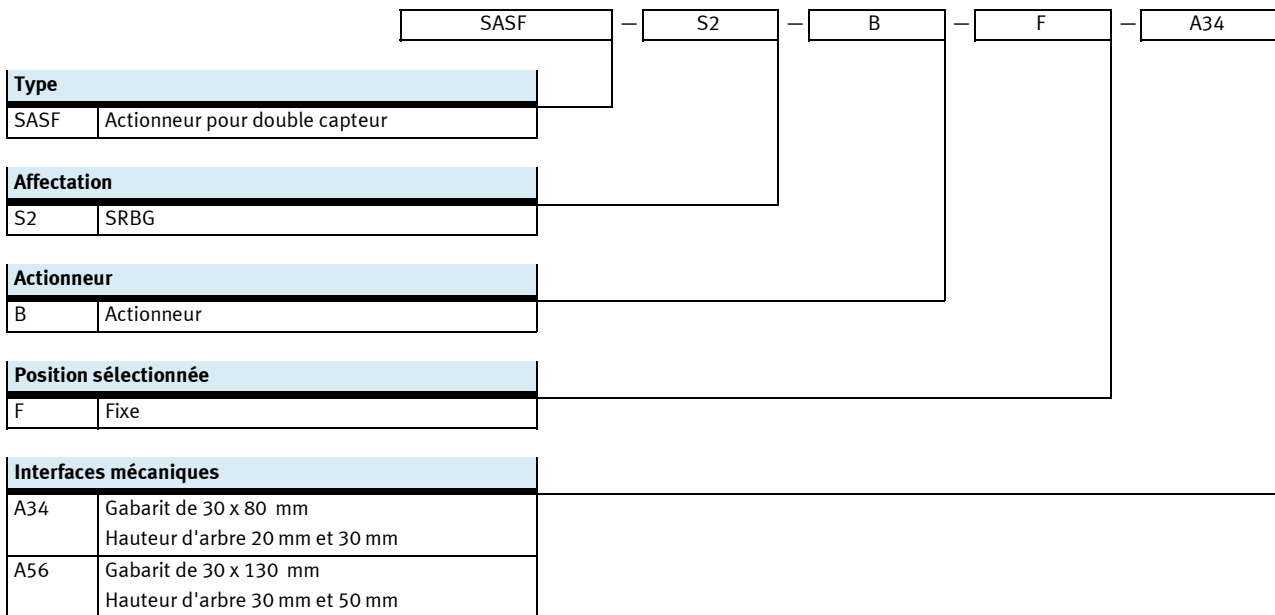 SASF — S2 — B — F — A34
Type
SASF Actionneur pour double capteur
Affectation
S2 SRBG
Actionneur
B Actionneur
Position sélectionnée
F Fixe
Interfaces mécaniques
A34 Gabarit de 30 x 80 mm
Hauteur d'arbre 20 mm et 30 mm
A56 Gabarit de 30 x 130 mm
Hauteur d'arbre 30 mm et 50 mm